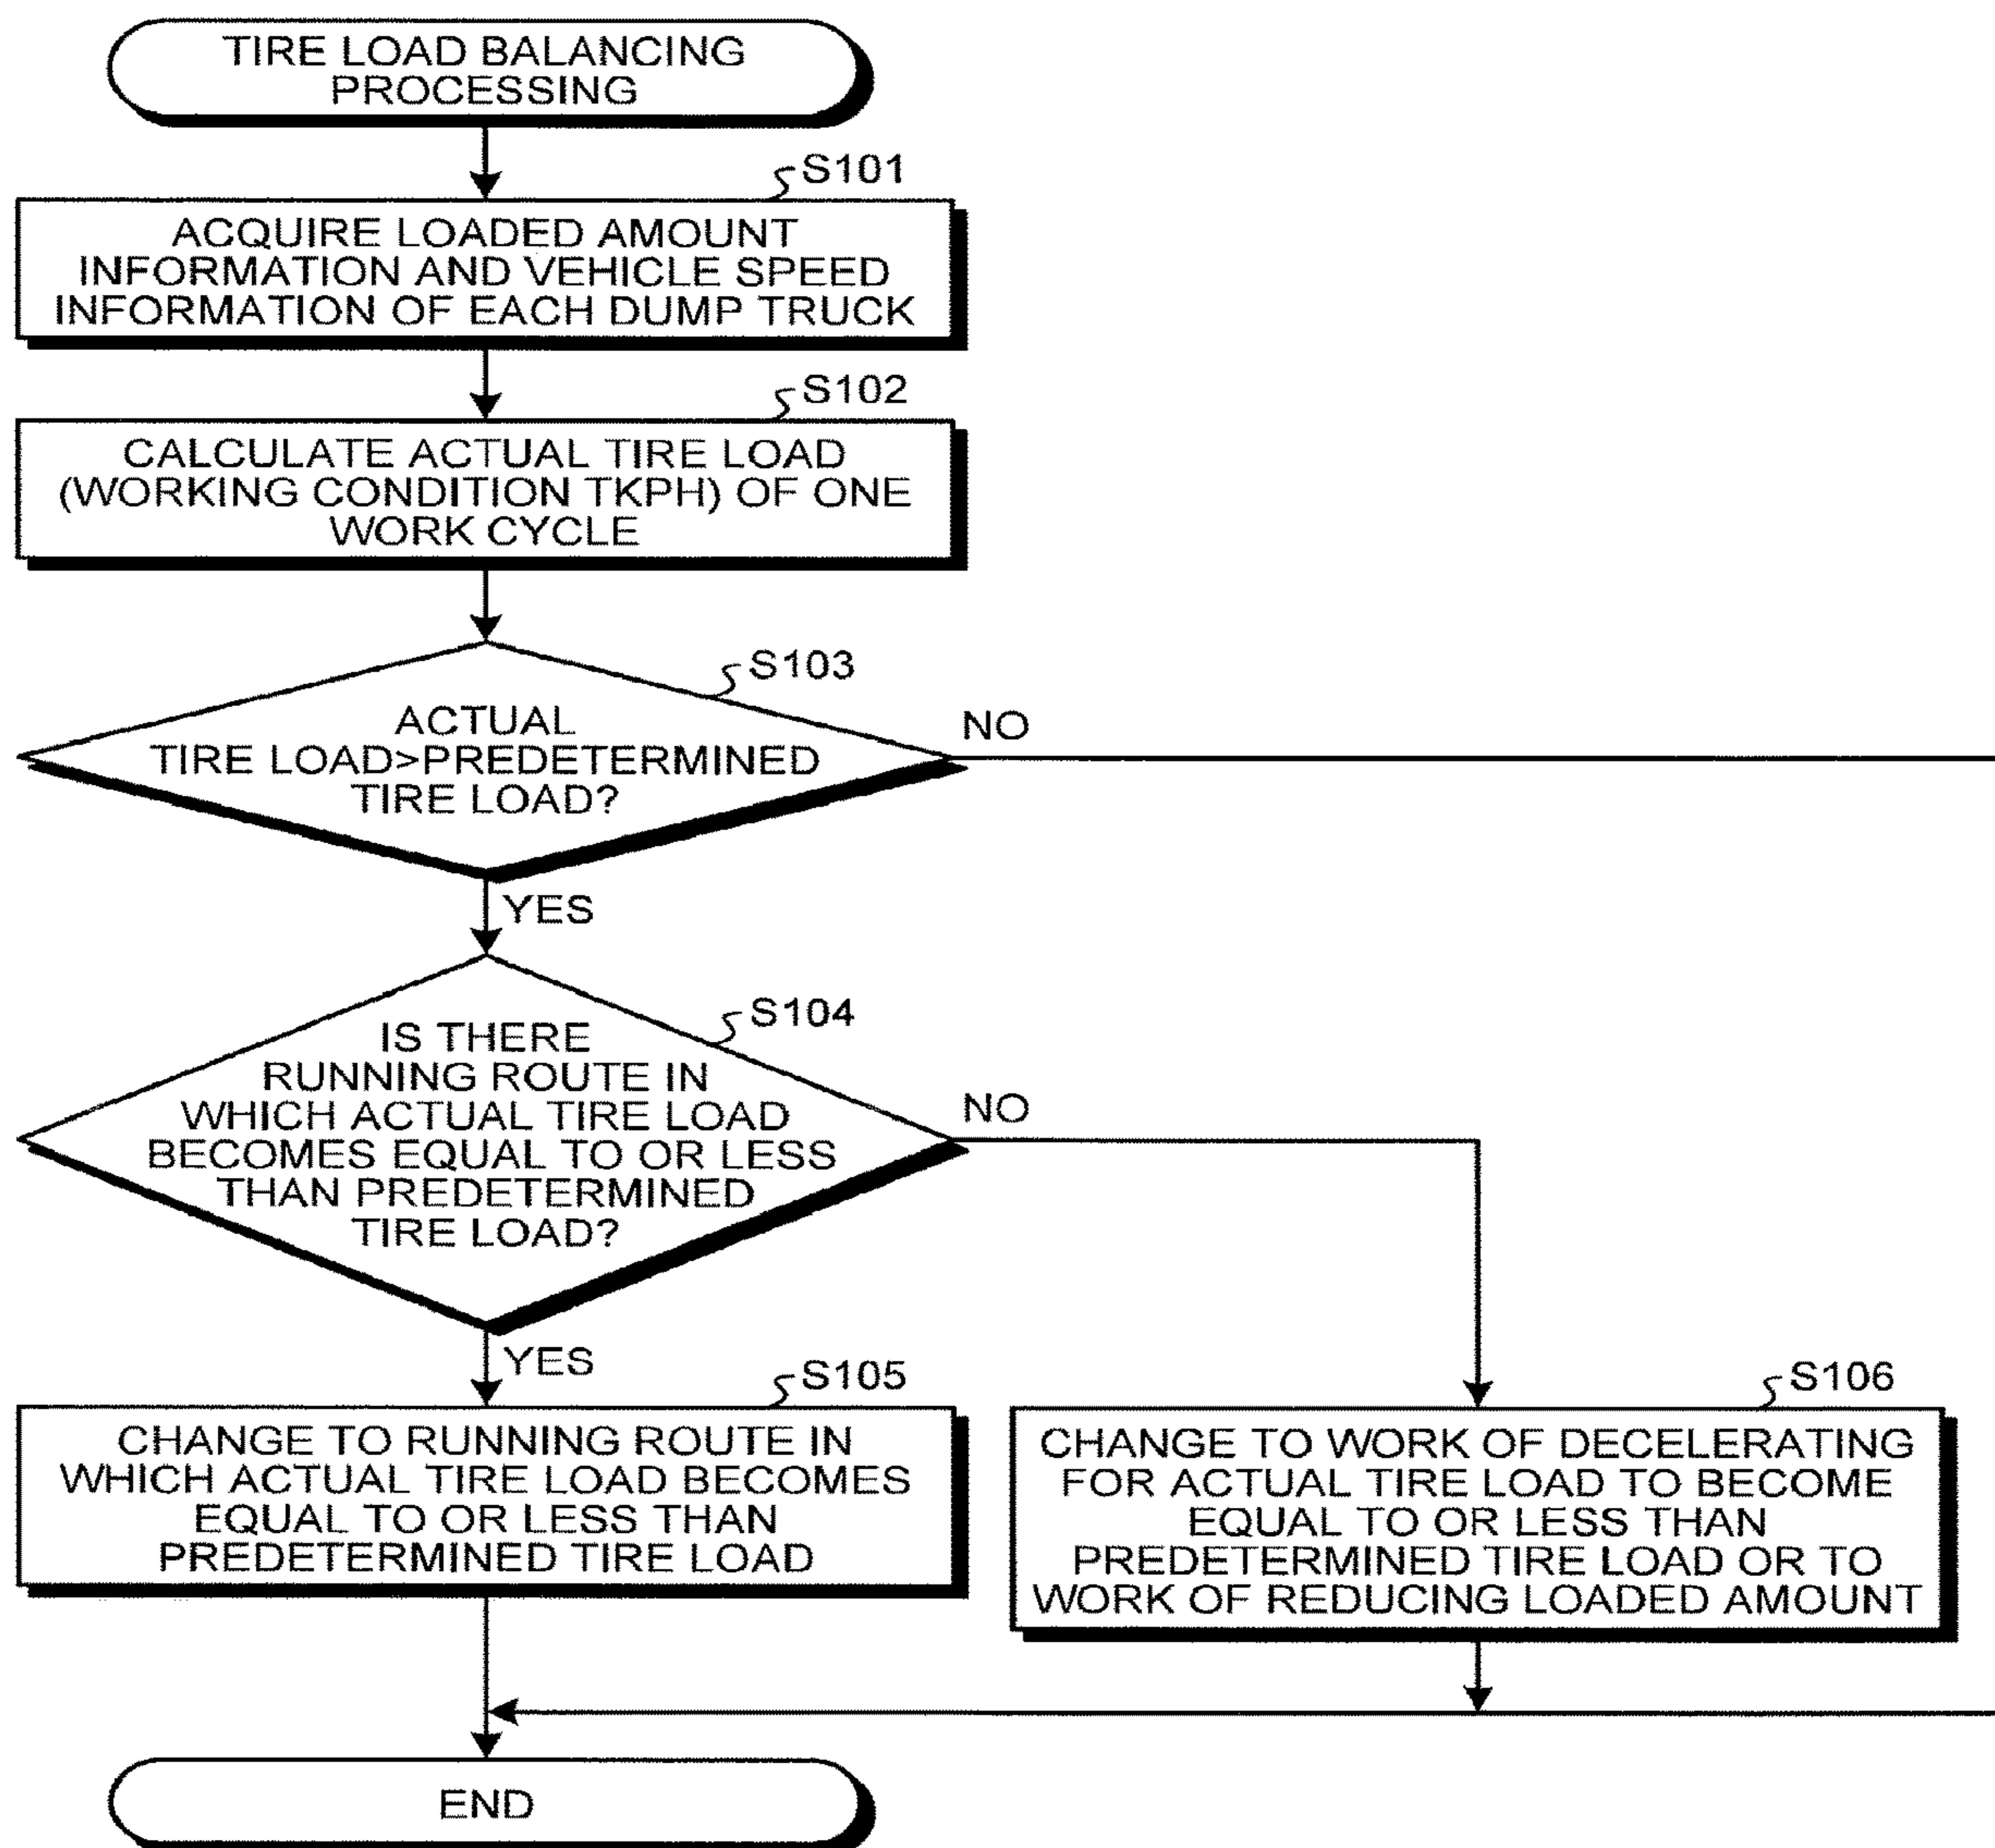 TIRE LOAD BALANCING
PROCESSING
S101
ACQUIRE LOADED AMOUNT
INFORMATION AND VEHICLE SPEED
INFORMATION OF EACH DUMP TRUCK
S102
CALCULATE ACTUAL TIRE LOAD
(WORKING CONDITION TKPH) OF ONE
WORK CYCLE
S103
ACTUAL
TIRE LOAD>PREDETERMINED
TIRE LOAD?
NO
YES
S104
IS THERE
RUNNING ROUTE IN
WHICH ACTUAL TIRE LOAD
BECOMES EQUAL TO OR LESS
THAN PREDETERMINED
TIRE LOAD?
NO
YES
S105
CHANGE TO RUNNING ROUTE IN
WHICH ACTUAL TIRE LOAD BECOMES
EQUAL TO OR LESS THAN
PREDETERMINED TIRE LOAD
S106
CHANGE TO WORK OF DECELERATING
FOR ACTUAL TIRE LOAD TO BECOME
EQUAL TO OR LESS THAN
PREDETERMINED TIRE LOAD OR TO
WORK OF REDUCING LOADED AMOUNT
END